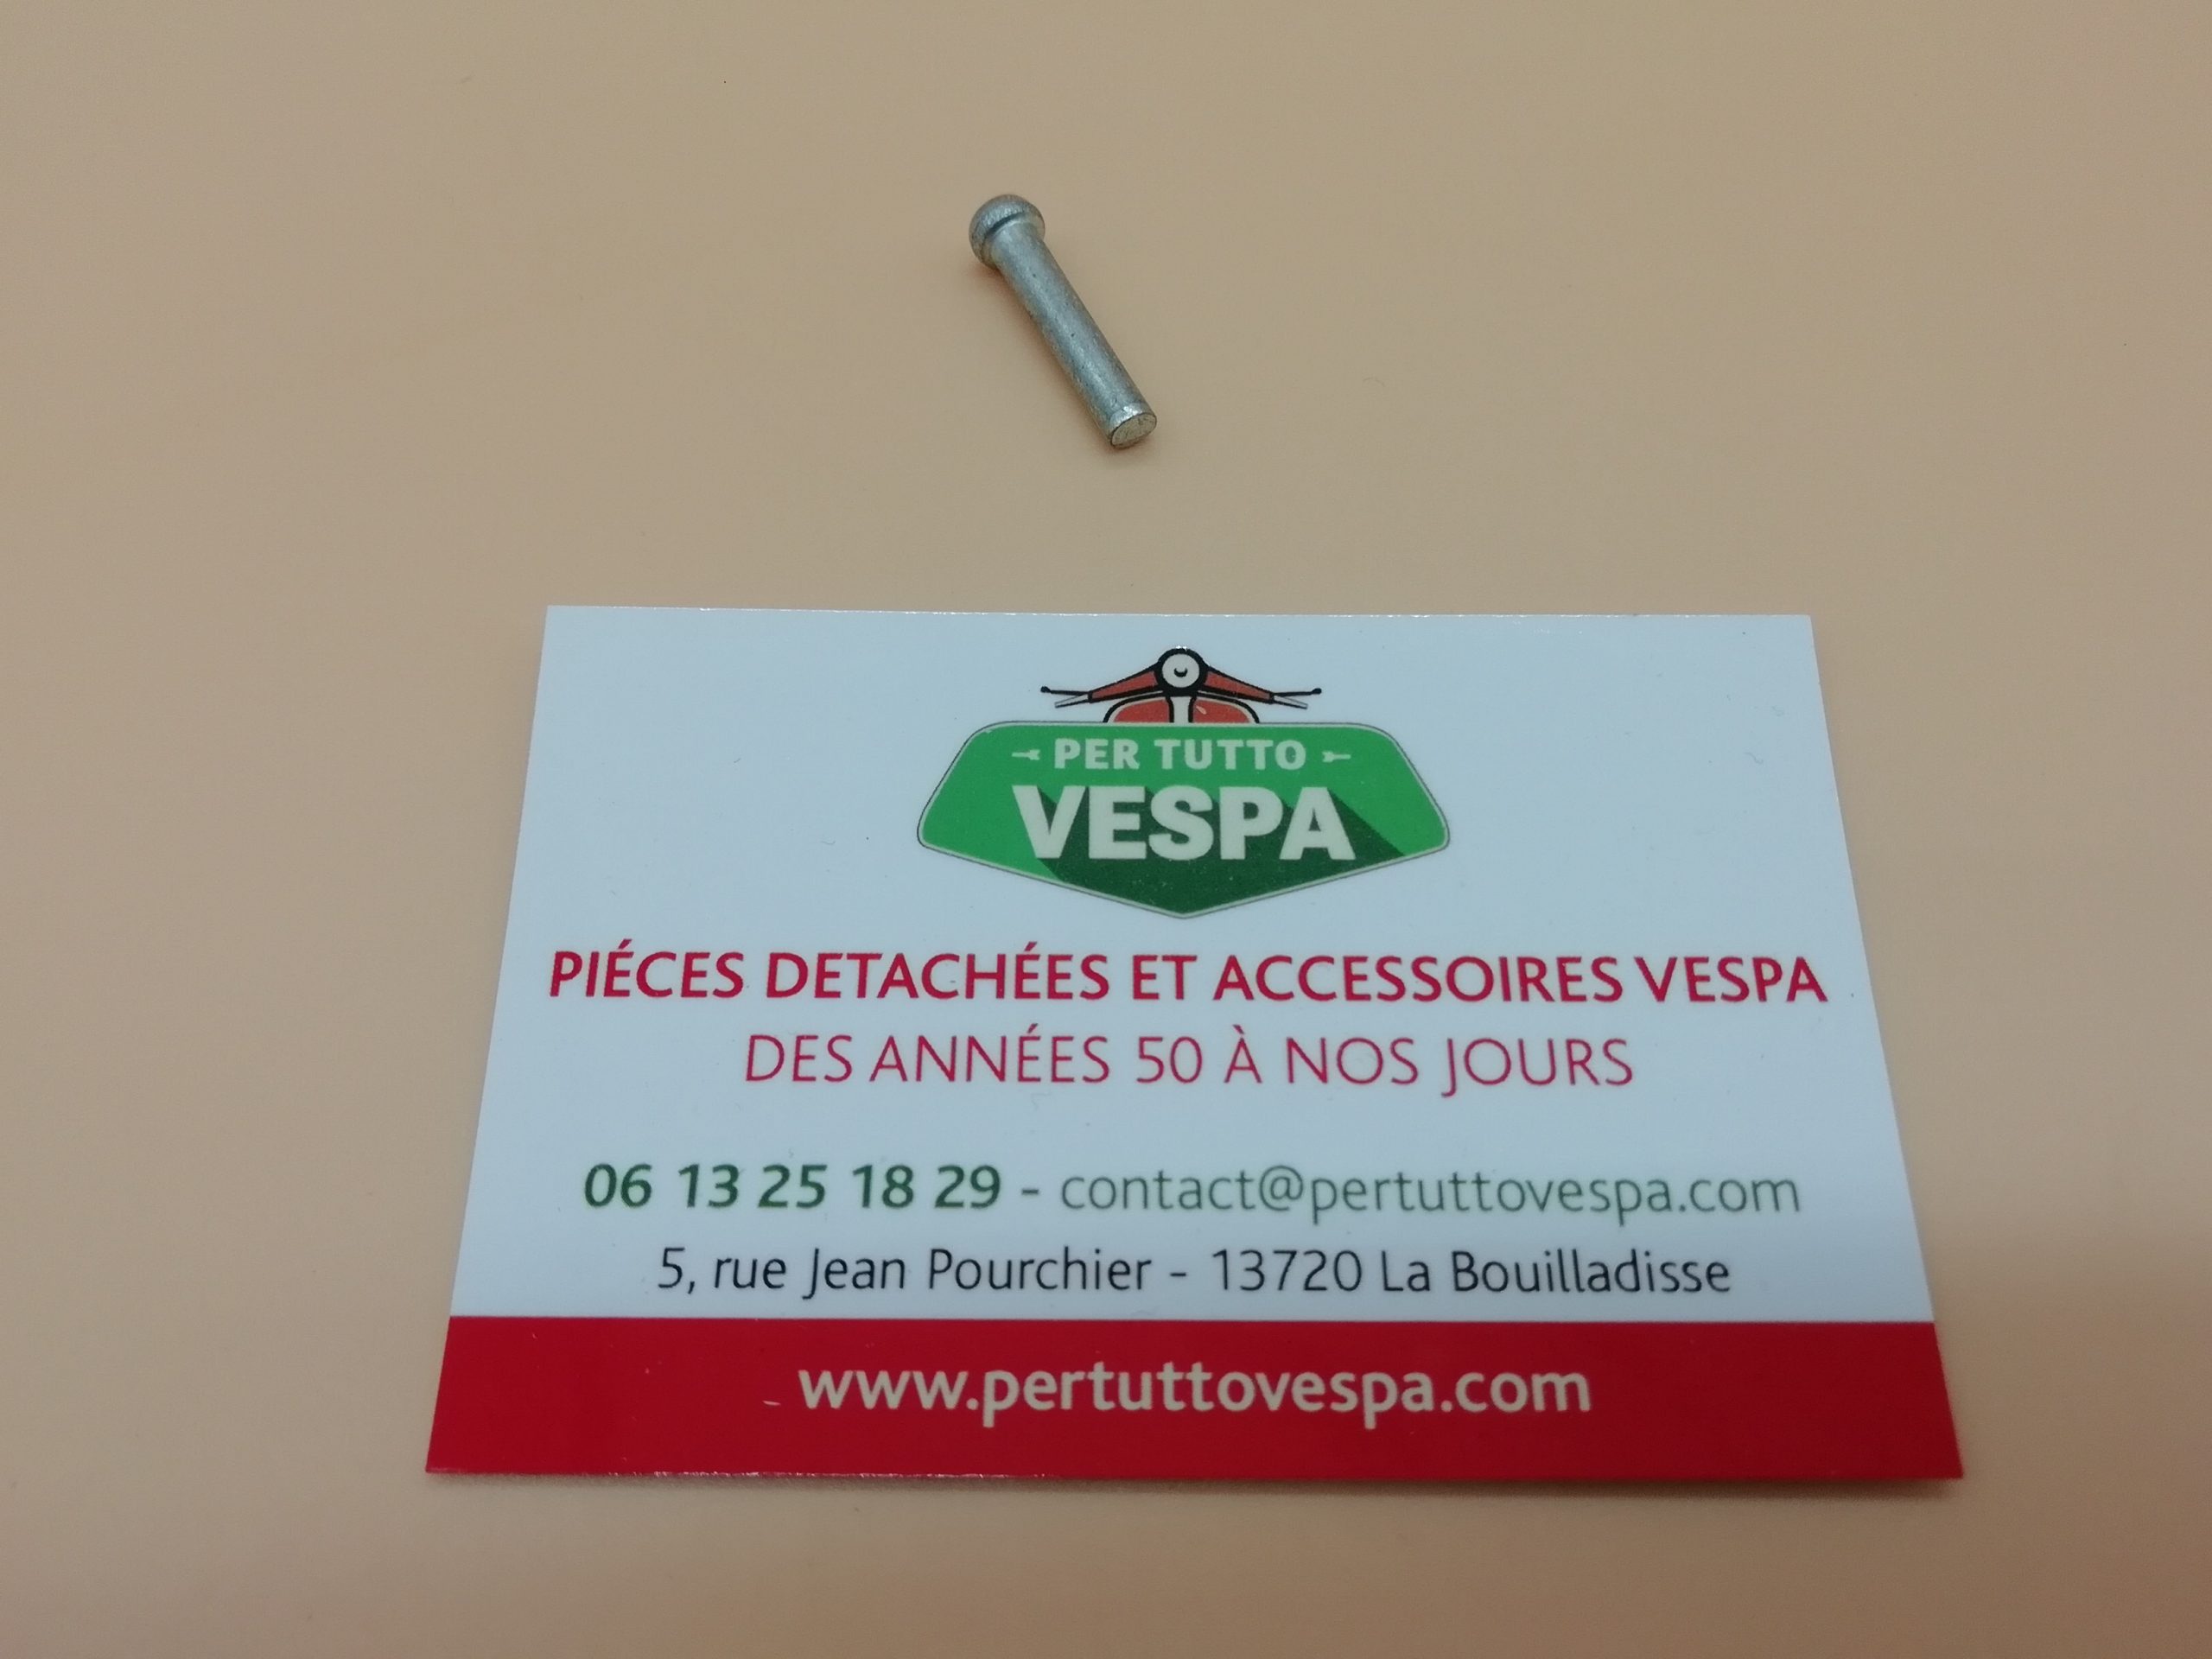 PER TUTTO
VESPA
PIÉCES DETACHÉES ET ACCESSOIRES VESPA
DES ANNÉES 50 À NOS JOURS
06 13 25 18 29 - contact@pertuttovespa.com
5, rue Jean Pourchier - 13720 La Bouilladisse
www.pertuttovespa.com